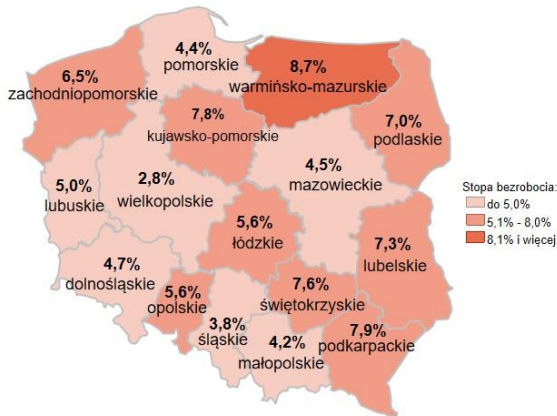 4,4%
pomorskie
6,5%
zachodniopomorskie
8,7%
warmińsko-mazurskie
7,8%
kujawsko-pomorskie
7,0%
podlaskie
5,0%
lubuskie
2,8%
wielkopolskie
4,5%
mazowieckie
Stopa bezrobocia:
do 5,0%
5,1% - 8,0%
8,1% i więcej
5,6%
łódzkie
7,3%
lubelskie
4,7%
dolnośląskie
5,6%
opolskie
7,6%
świętokrzyskie
3,8%
śląskie
4,2%
małopolskie
7,9%
podkarpackie